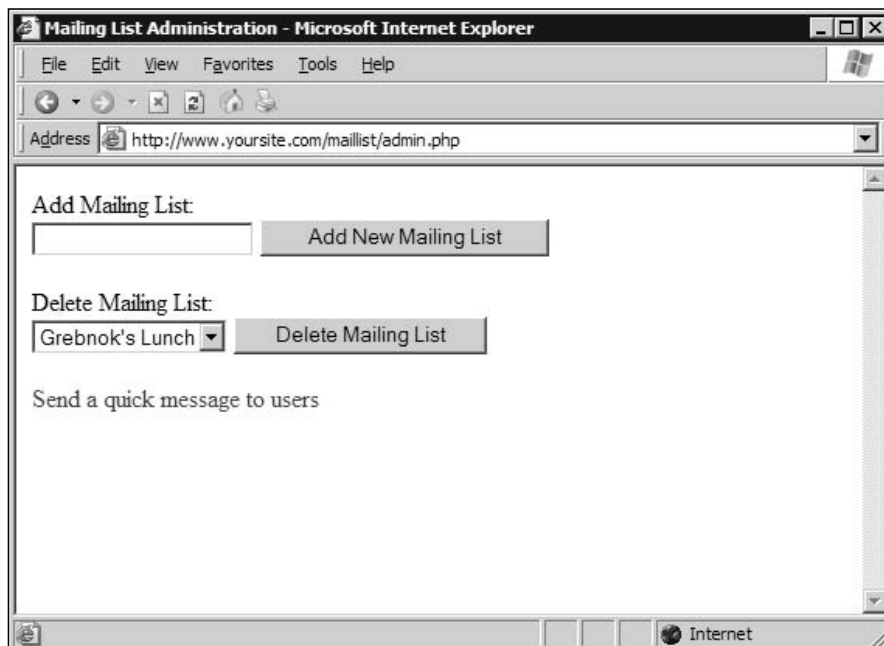 Mailing List Administration - Microsoft Internet Explorer
File Edit View Favorites Tools Help
Address http://www.yoursite.com/maillist/admin.php
Add Mailing List:
Add New Mailing List
Delete Mailing List:
Grebnok's Lunch Delete Mailing List
Send a quick message to users
Internet